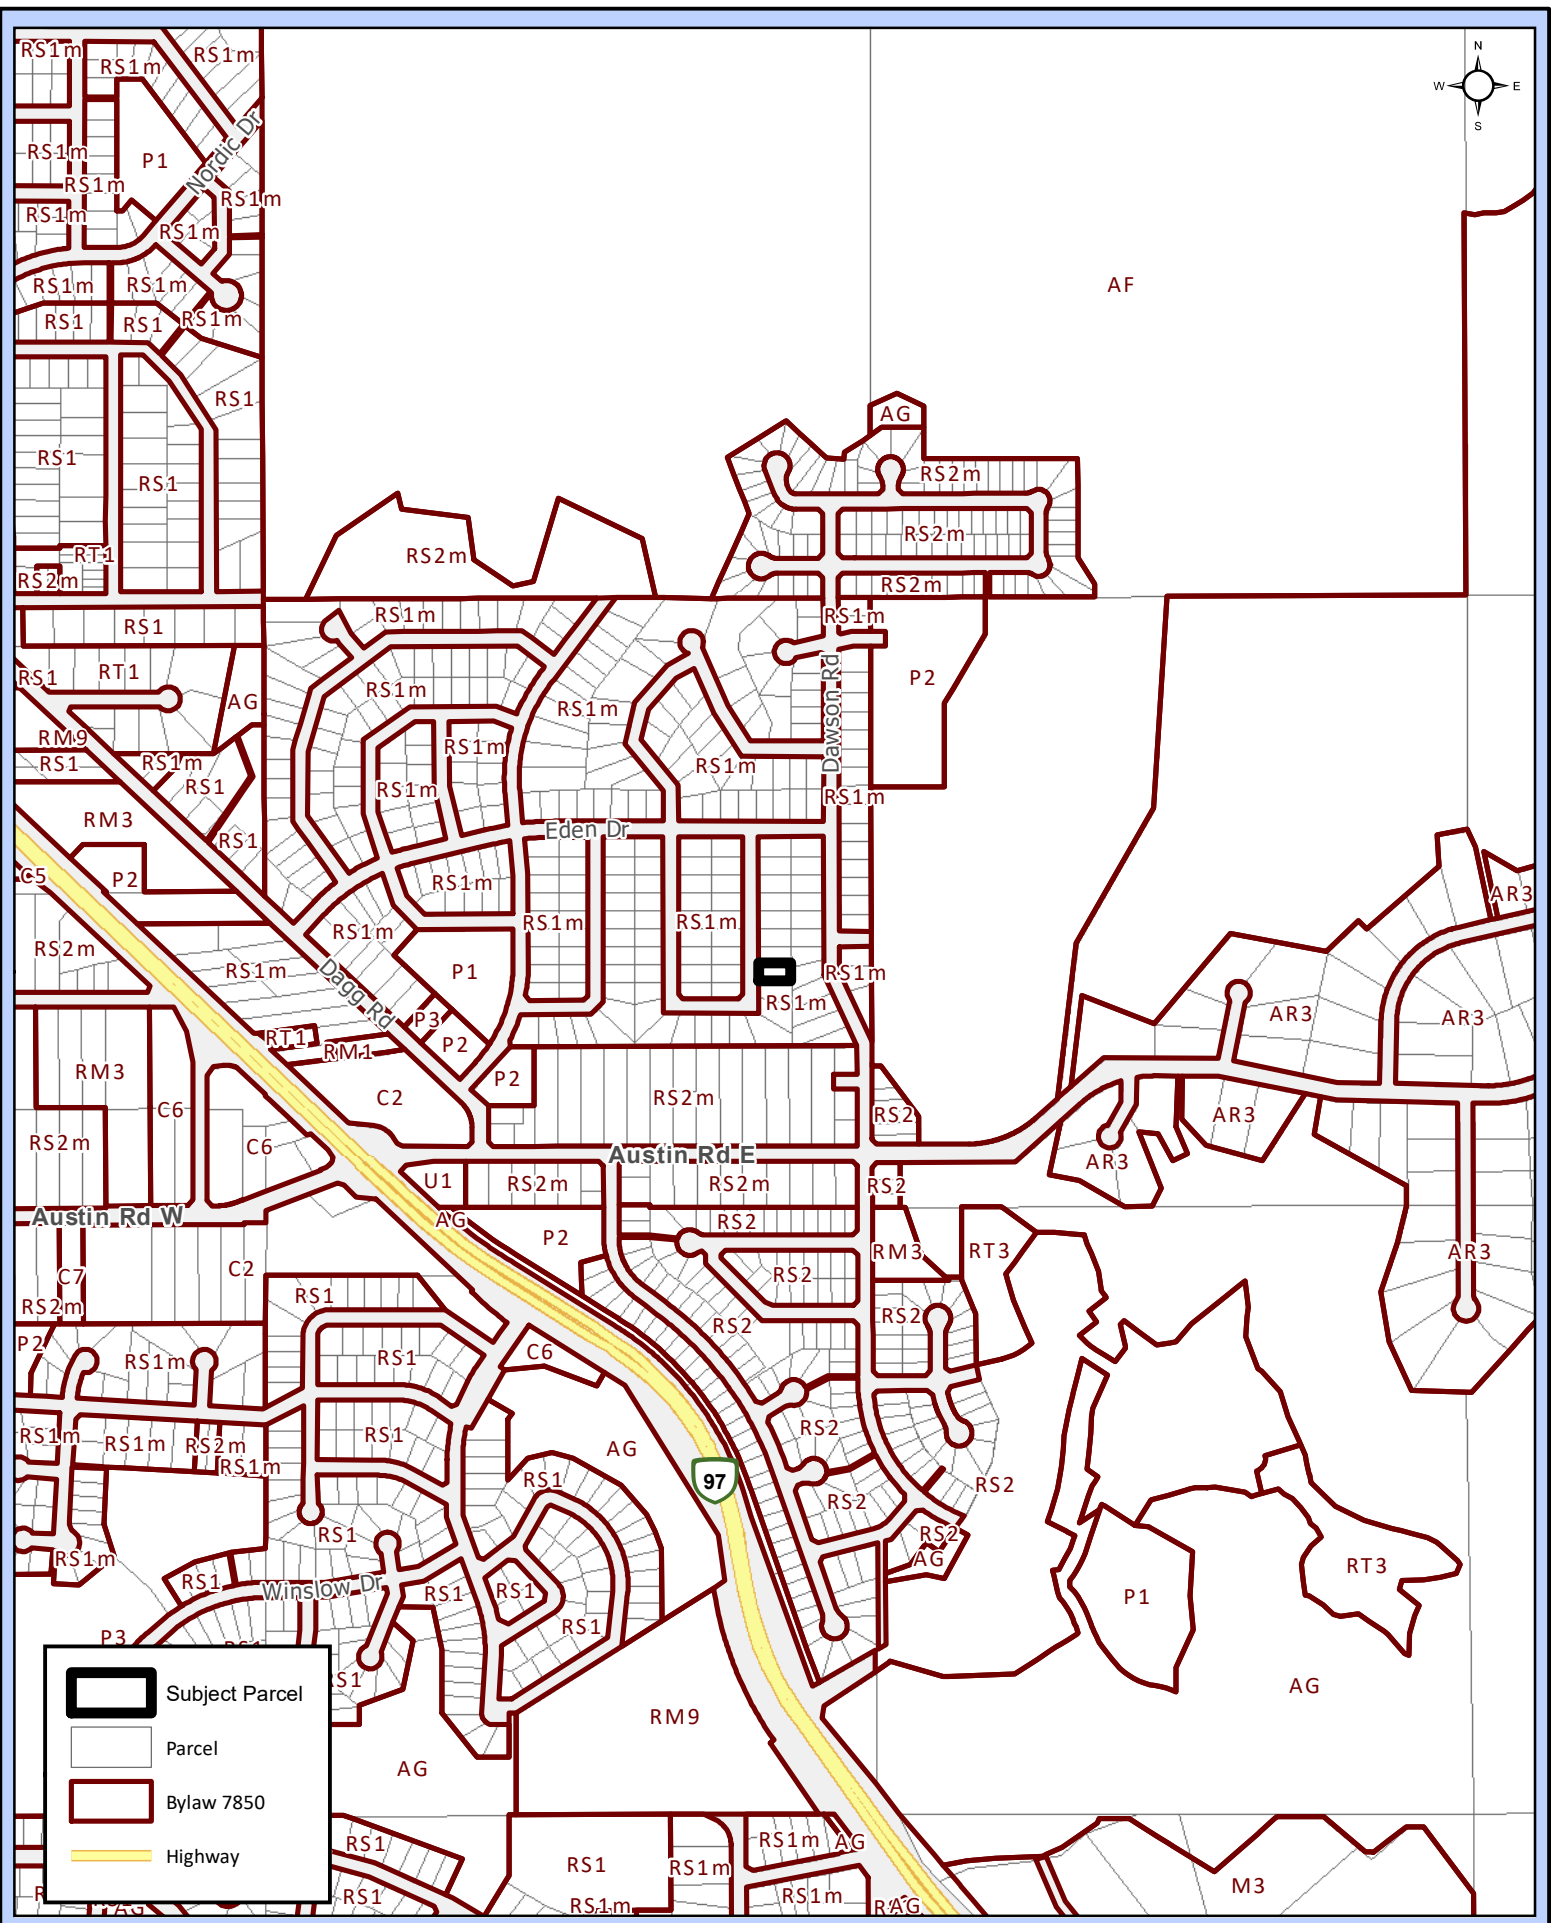 RS1m
RS1m
RS1m
N
W
E
S
Nordic Dr
RS1m
P1
RS1m
RS1m
RS1m
RS1m
AF
RS1m
RS1m
RS1
RS1
RS1m
RS1
AG
RS1
RS2m
RS1
RS2m
RT1
RS2m
RS2m
RS2m
RS1
RS1m
RS1m
RT1
RS1
P2
AG
RS1m
Dawson Rd
RS1m
RM9
RS1m
RS1
RS1m
RS1m
RS1
RS1m
RS1m
RM3
Eden Dr
RS1
C5
P2
RS1m
AR3
RS1m
RS1m
RS1m
RS2m
RS1m
P1
RS1m
Dagg Rd
RS1m
AR3
AR3
P3
RT1
RM1
P2
RM3
P2
C2
RS2m
C6
RS2
AR3
RS2m
C6
Austin Rd E
AR3
U1
RS2m
RS2m
RS2
Austin Rd W
AG
RS2
P2
RM3
RT3
AR3
C7
C2
RS2
RS2m
RS1
RS2
RS2
P2
RS1m
RS1
C6
RS1m
RS1m
RS2m
RS1
RS2
AG
RS1m
RS1
97
RS2
RS2
RS1
RS2
RS1m
AG
RT3
RS1
Winslow Dr
RS1
RS1
P1
RS1
P3
RS1
AG
RM9
AG
Subject Parcel
Parcel
Bylaw 7850
Highway
RS1
RS1m
AG
RS1
RS1m
M3
RS1
RS1m
RS1m
AG
AG